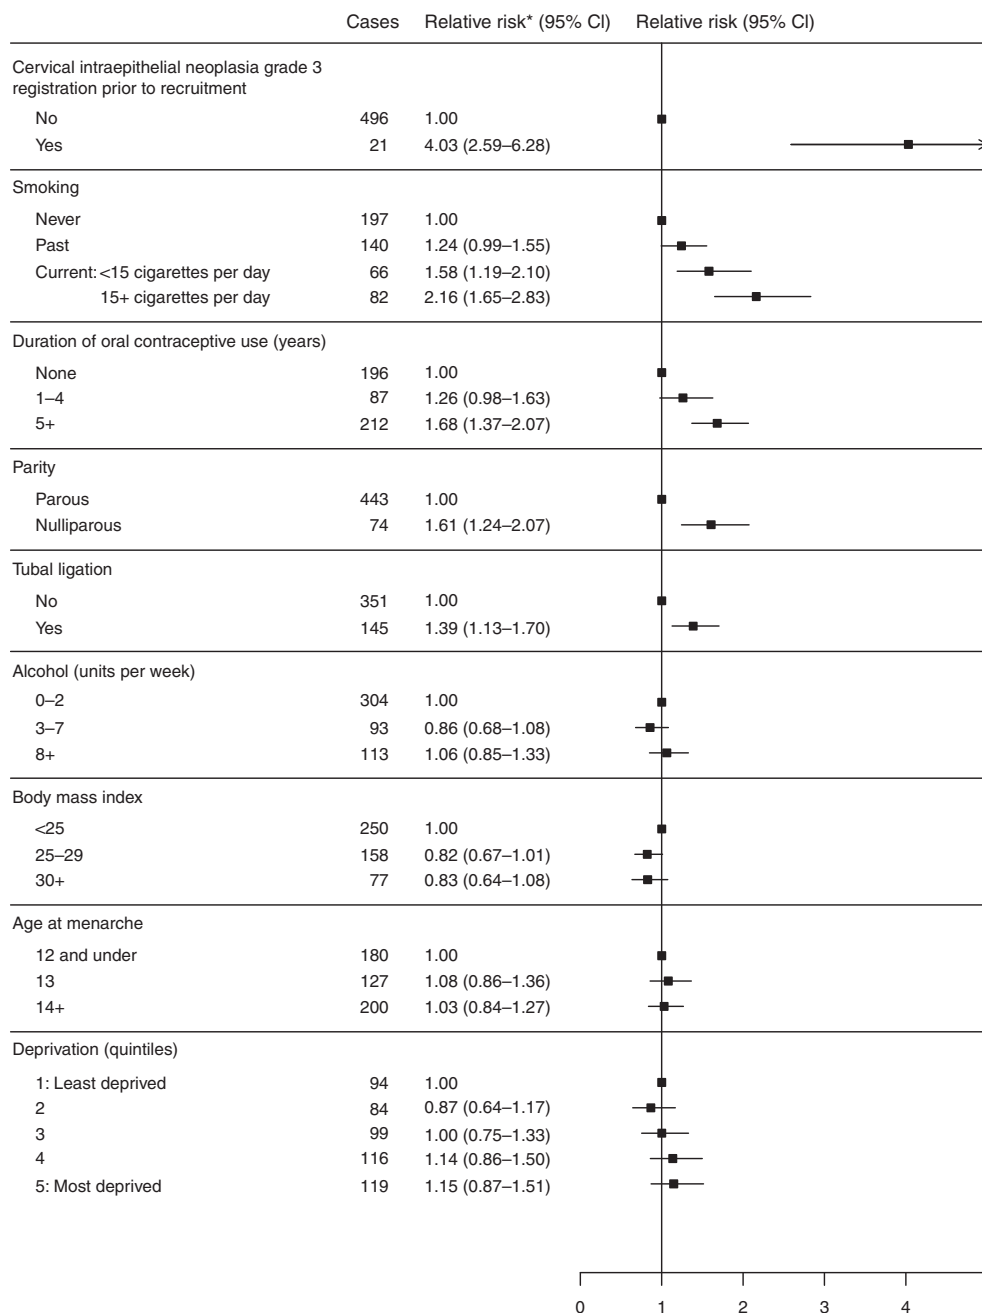 Cases Relative risk* (95% CI) Relative risk (95% CI)
Cervical intraepithelial neoplasia grade 3
registration prior to recruitment
No 496 1.00
Yes 21 4.03 (2.59–6.28)
Smoking
Never 197 1.00
Past 140 1.24 (0.99–1.55)
Current: <15 cigarettes per day 66 1.58 (1.19–2.10)
15+ cigarettes per day 82 2.16 (1.65–2.83)
Duration of oral contraceptive use (years)
None 196 1.00
1–4 87 1.26 (0.98–1.63)
5+ 212 1.68 (1.37–2.07)
Parity
Parous 443 1.00
Nulliparous 74 1.61 (1.24–2.07)
Tubal ligation
No 351 1.00
Yes 145 1.39 (1.13–1.70)
Alcohol (units per week)
0–2 304 1.00
3–7 93 0.86 (0.68–1.08)
8+ 113 1.06 (0.85–1.33)
Body mass index
<25 250 1.00
25–29 158 0.82 (0.67–1.01)
30+ 77 0.83 (0.64–1.08)
Age at menarche
12 and under 180 1.00
13 127 1.08 (0.86–1.36)
14+ 200 1.03 (0.84–1.27)
Deprivation (quintiles)
1: Least deprived 94 1.00
2 84 0.87 (0.64–1.17)
3 99 1.00 (0.75–1.33)
4 116 1.14 (0.86–1.50)
5: Most deprived 119 1.15 (0.87–1.51)
0 1 2 3 4